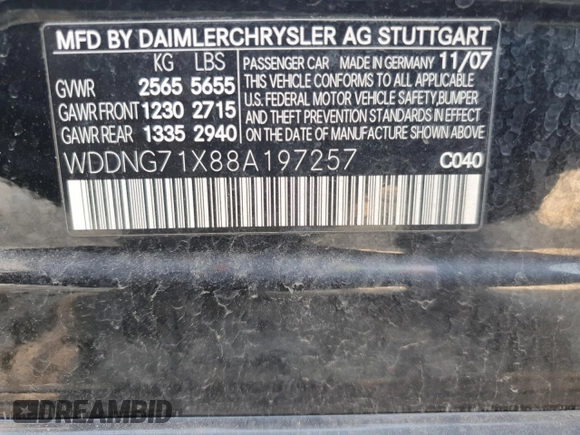 MFD BY DAIMLERCHRYSLER AG STUTTGART
KG LBS
GVWR 2565 5655
GAWR FRONT 1230 2715
GAWR REAR 1335 2940
PASSENGER CAR MADE IN GERMANY 11/07
THIS VEHICLE CONFORMS TO ALL APPLICABLE
U.S. FEDERAL MOTOR VEHICLE SAFETY,BUMPER
AND THEFT PREVENTION STANDARDS IN EFFECT
ON THE DATE OF MANUFACTURE SHOWN ABOVE.
WDDNG71X88A197257 C040
DREAMBID